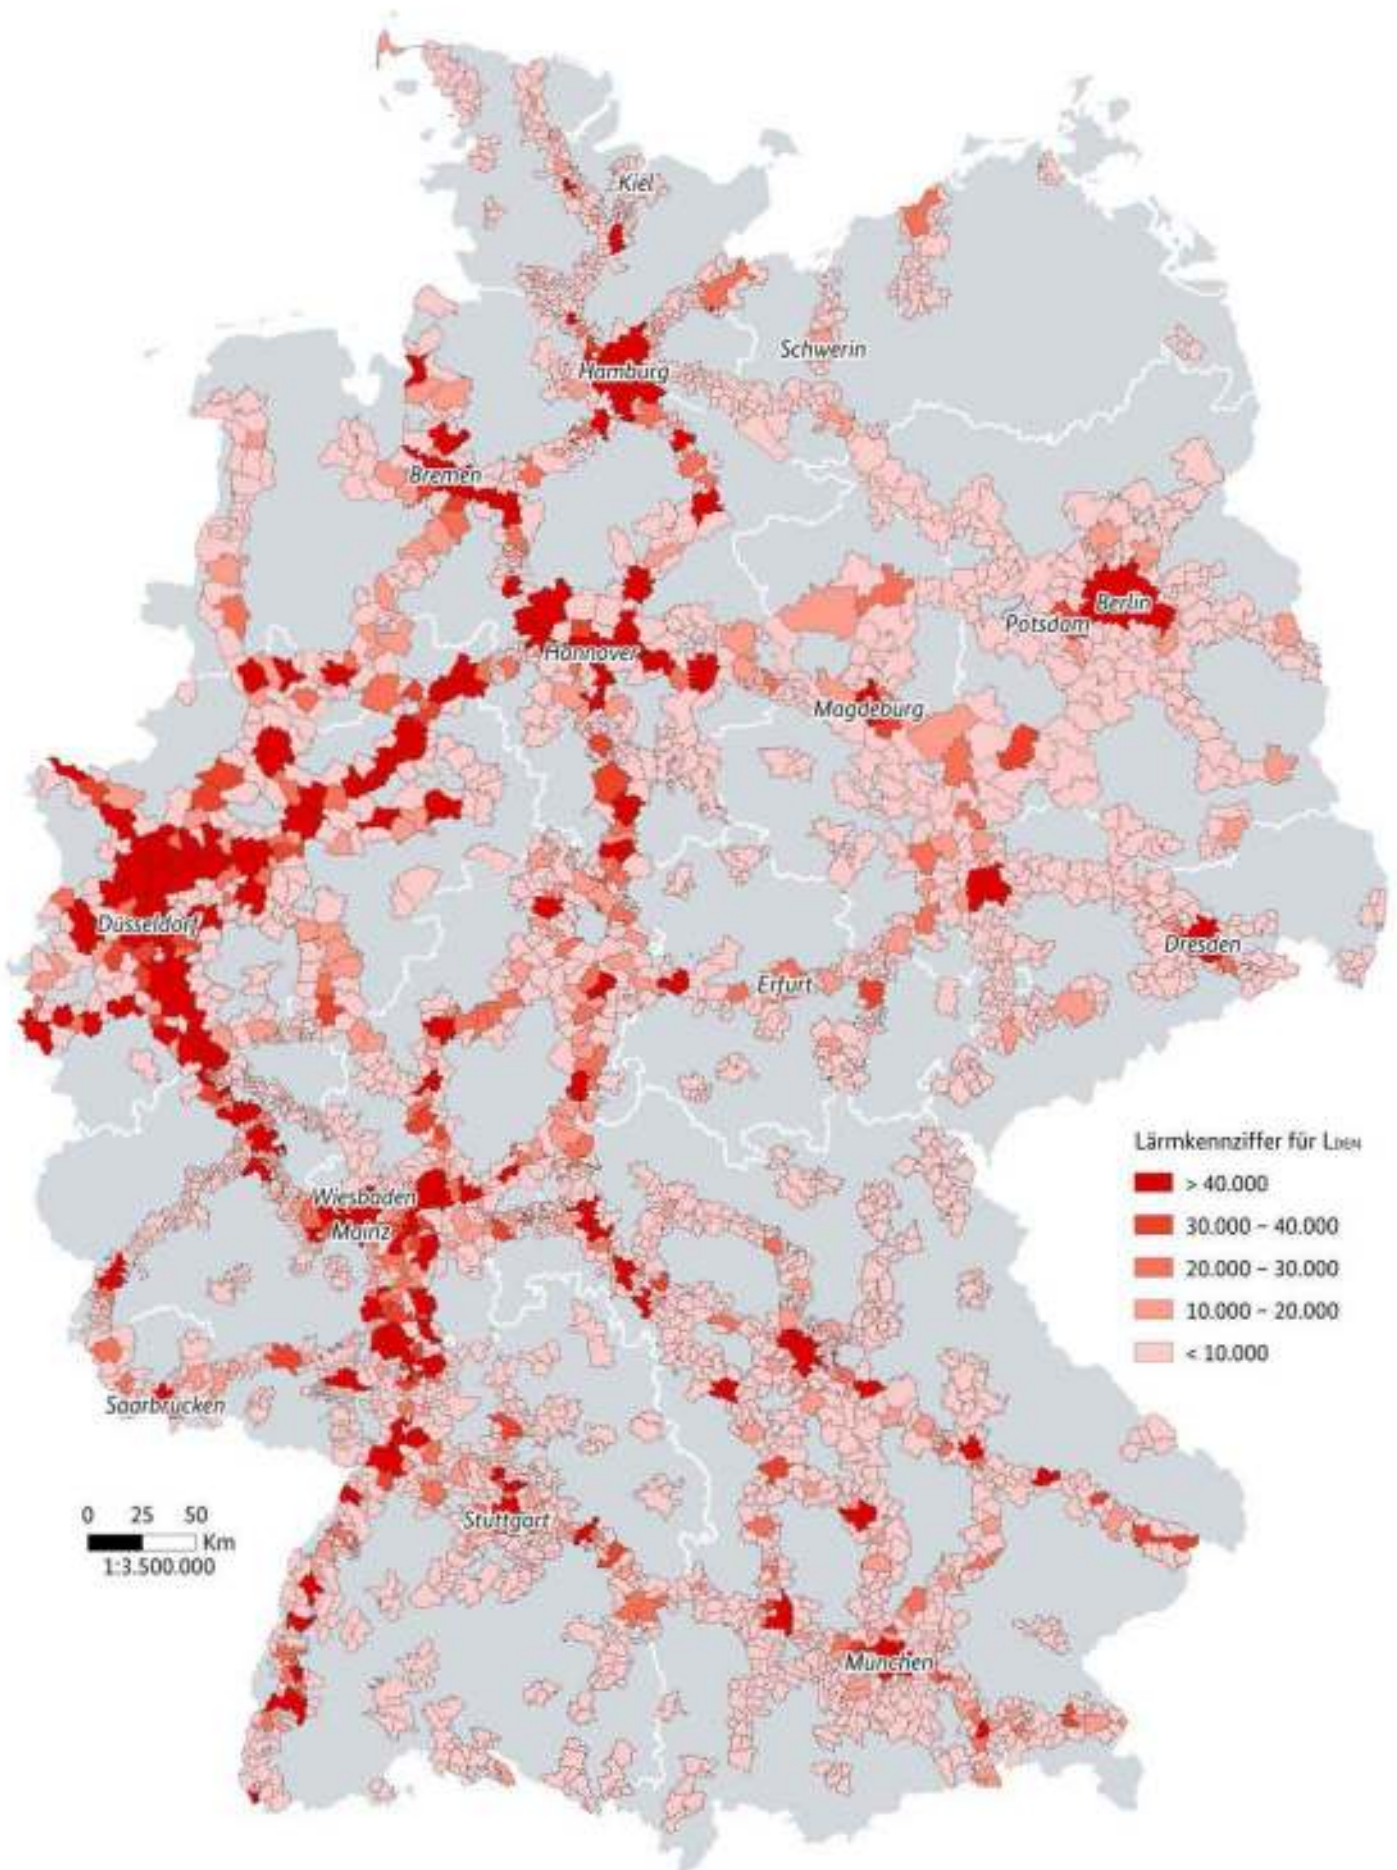 Kiel
Schwerin
Hamburg
Bremen
Berlin
Potsdam
Hannover
Magdeburg
Düsseldorf
Dresden
Erfurt
Lärmkennziffer für LDEN
> 40.000
30.000 – 40.000
20.000 – 30.000
10.000 – 20.000
< 10.000
Wiesbaden
Mainz
Saarbrücken
Stuttgart
0 25 50
Km
1:3.500.000
München